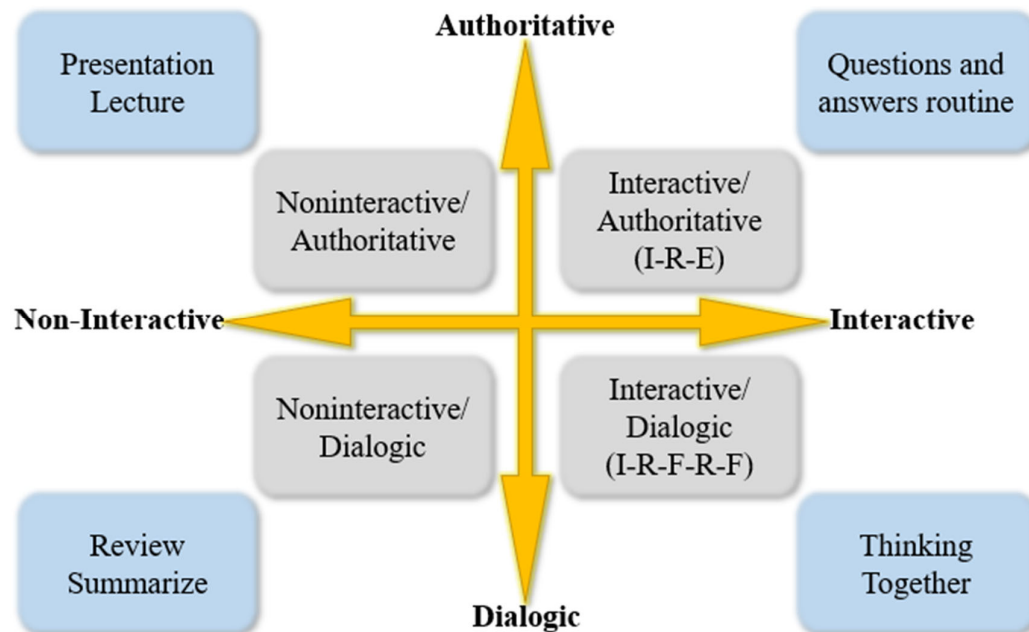 Authoritative
Presentation
Lecture
Questions and
answers routine
Noninteractive/
Authoritative
Interactive/
Authoritative
(I-R-E)
Non-Interactive
Interactive
Noninteractive/
Dialogic
Interactive/
Dialogic
(I-R-F-R-F)
Review
Summarize
Thinking
Together
Dialogic